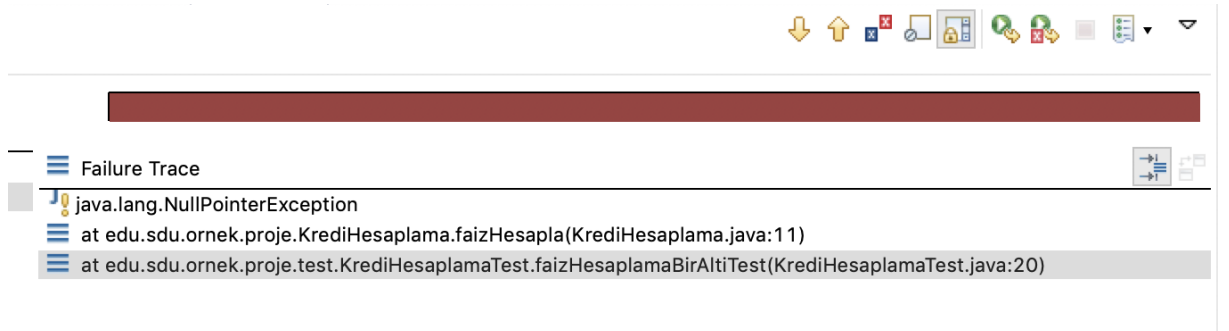 Failure Trace
java.lang.NullPointerException
at edu.sdu.ornek.proje.KrediHesaplama.faizHesapla(KrediHesaplama.java:11)
at edu.sdu.ornek.proje.test.KrediHesaplamaTest.faizHesaplamaBirAltiTest(KrediHesaplamaTest.java:20)